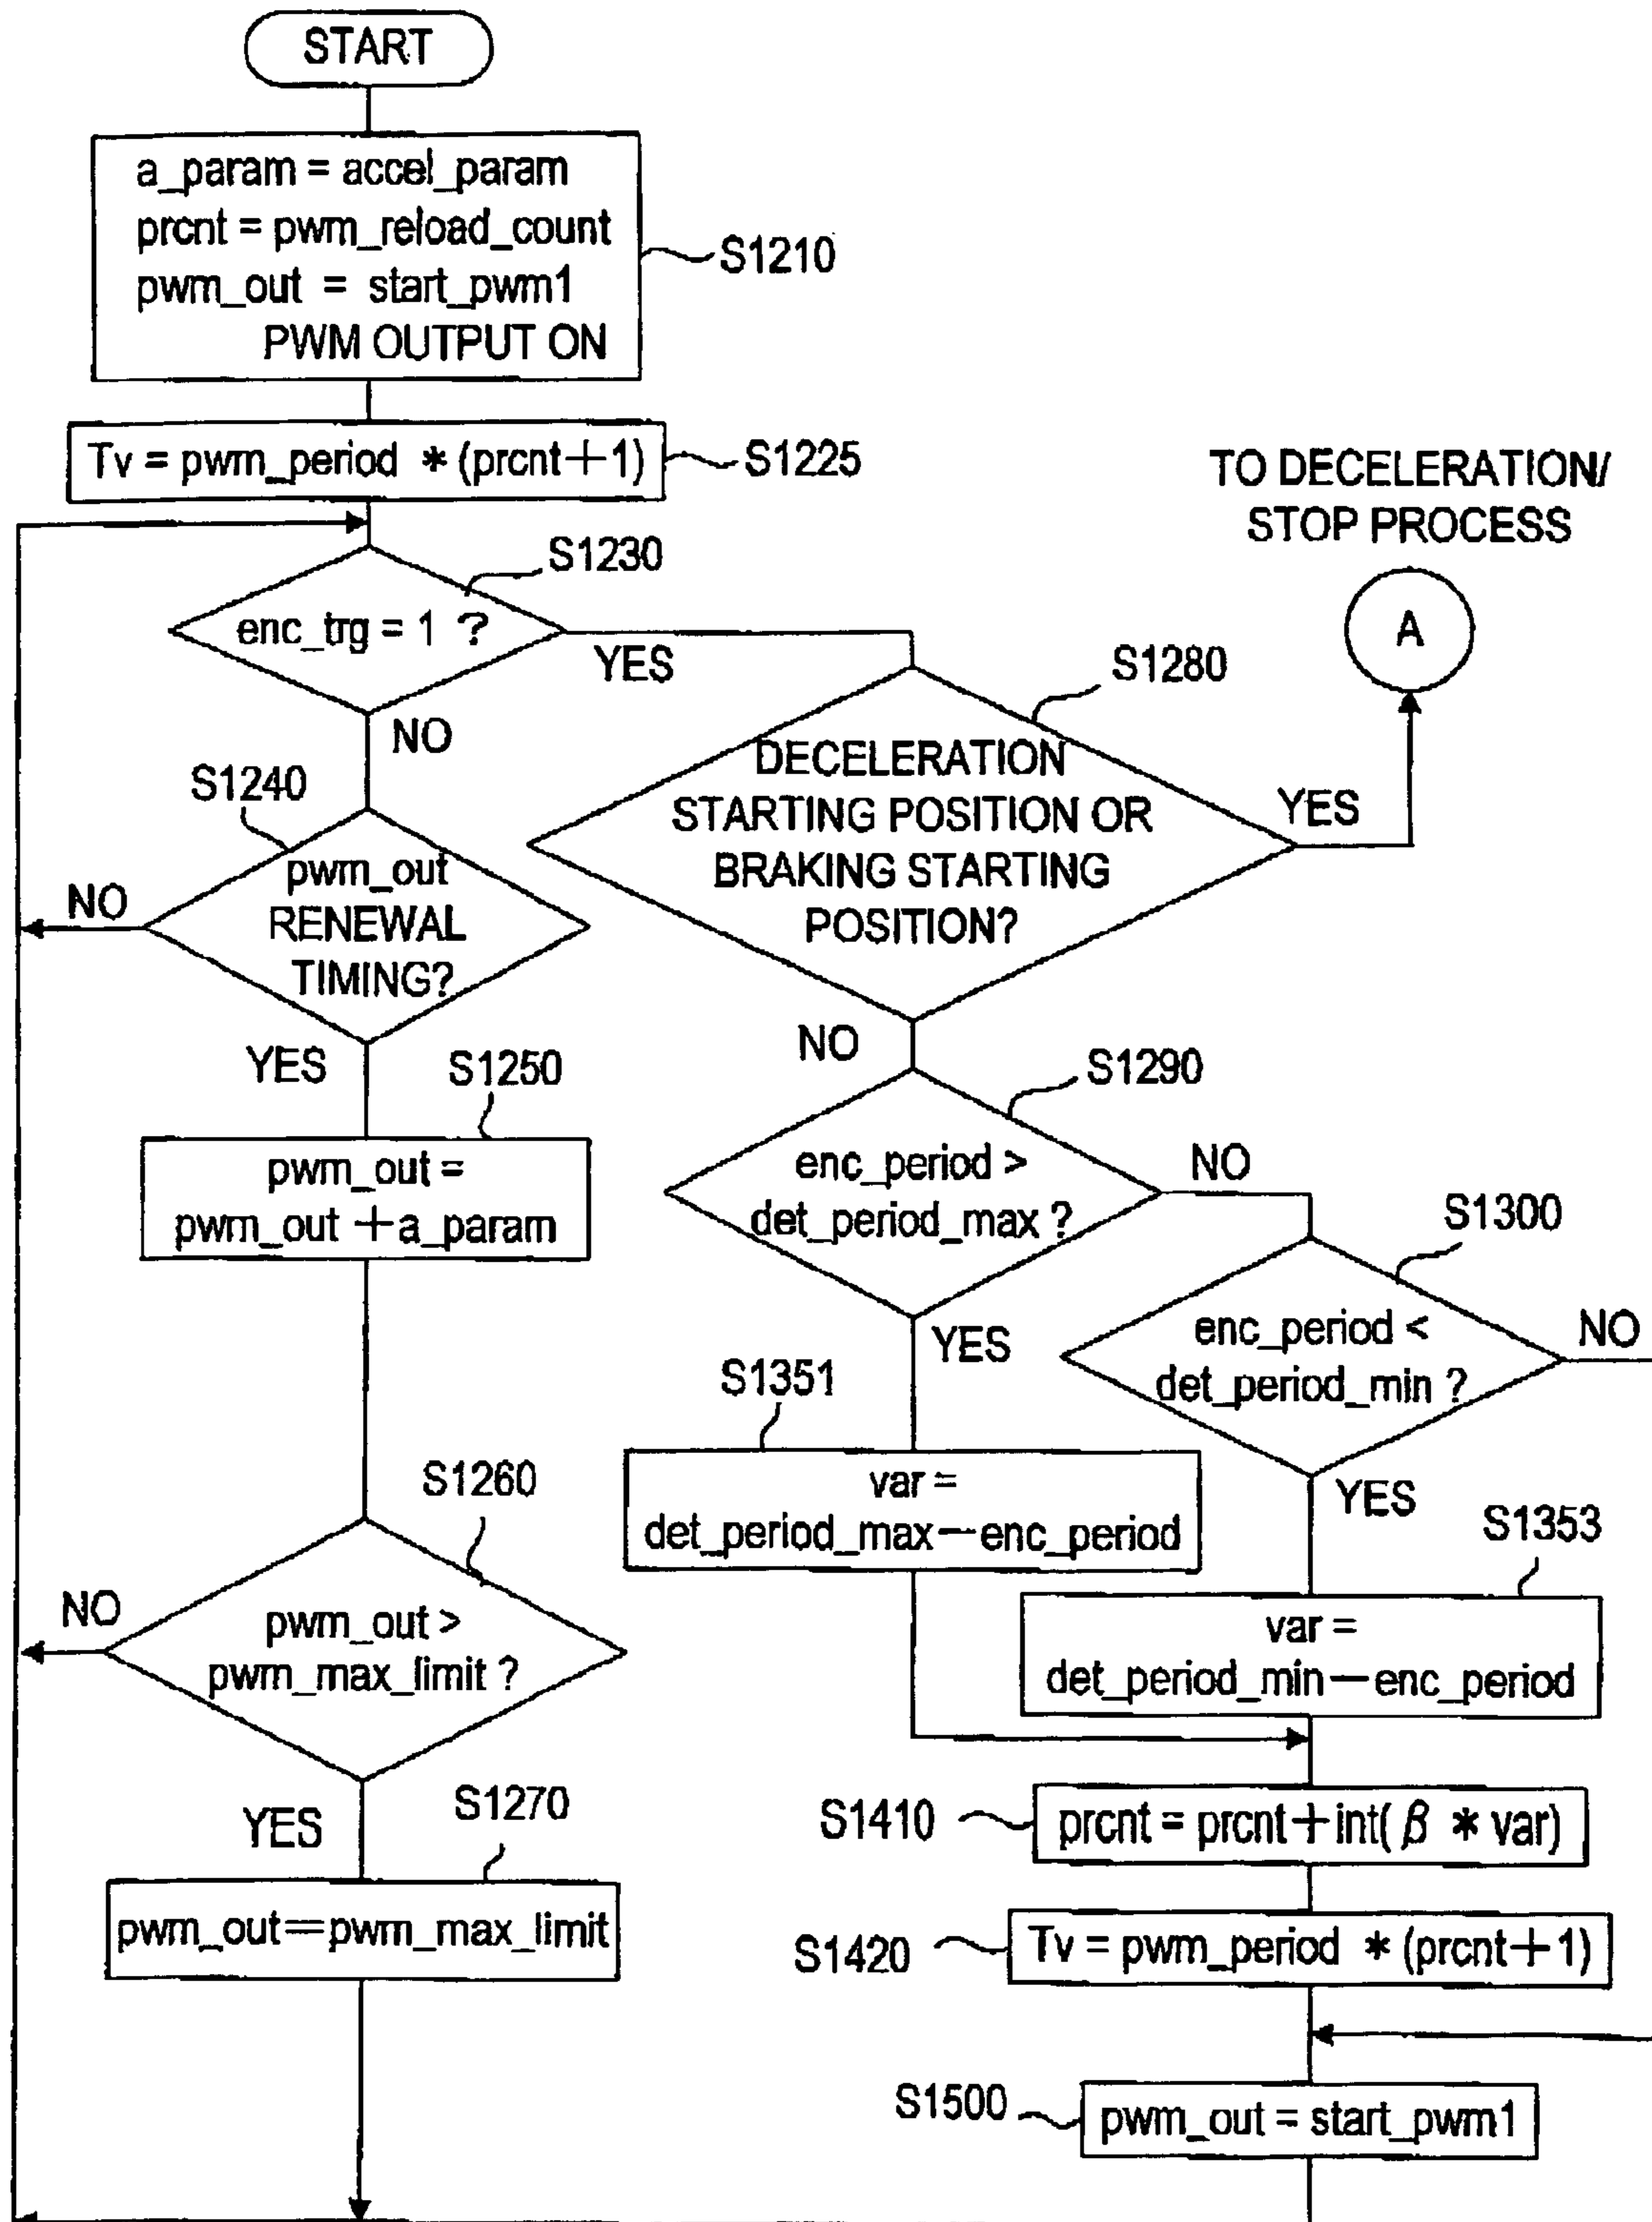 START
a_param = accel_param
prcnt = pwm_reload_count
pwm_out = start_pwm1
PWM OUTPUT ON
S1210
Tv = pwm_period * (prcnt+1)
S1225
TO DECELERATION/
STOP PROCESS
A
S1230
enc_trg = 1 ?
YES
NO
S1280
DECELERATION
STARTING POSITION OR
BRAKING STARTING
POSITION?
YES
NO
S1240
pwm_out
RENEWAL
TIMING?
NO
YES
S1250
pwm_out =
pwm_out +a_param
S1290
enc_period >
det_period_max ?
NO
YES
S1300
enc_period <
det_period_min ?
NO
YES
S1351
var =
det_period_max—enc_period
S1353
var =
det_period_min—enc_period
S1260
pwm_out >
pwm_max_limit ?
NO
YES
S1270
pwm_out=pwm_max_limit
S1410
prcnt = prcnt+int( β * var)
S1420
Tv = pwm_period * (prcnt+1)
S1500
pwm_out = start_pwm1